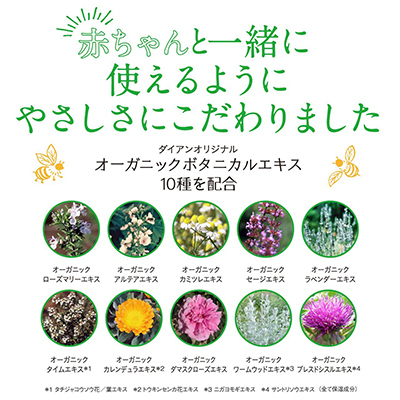 赤ちゃんと一緒に
使えるように
やさしさにこだわりました
ダイアンオリジナル
オーガニックボタニカルエキス
10種を配合
オーガニック
ローズマリーエキス
オーガニック
アルテアエキス
オーガニック
カミツレエキス
オーガニック
セージエキス
オーガニック
ラベンダーエキス
オーガニック
タイムエキス*1
オーガニック
カレンデュラエキス*2
オーガニック
ダマスクローズエキス
オーガニック
ワームウッドエキス*3
オーガニック
ブレスドシスルエキス*4
*1 タチジャコウソウ花／葉エキス *2 トウキンセンカ花エキス *3 ニガヨモギエキス *4 サントリソウエキス (全て保湿成分)